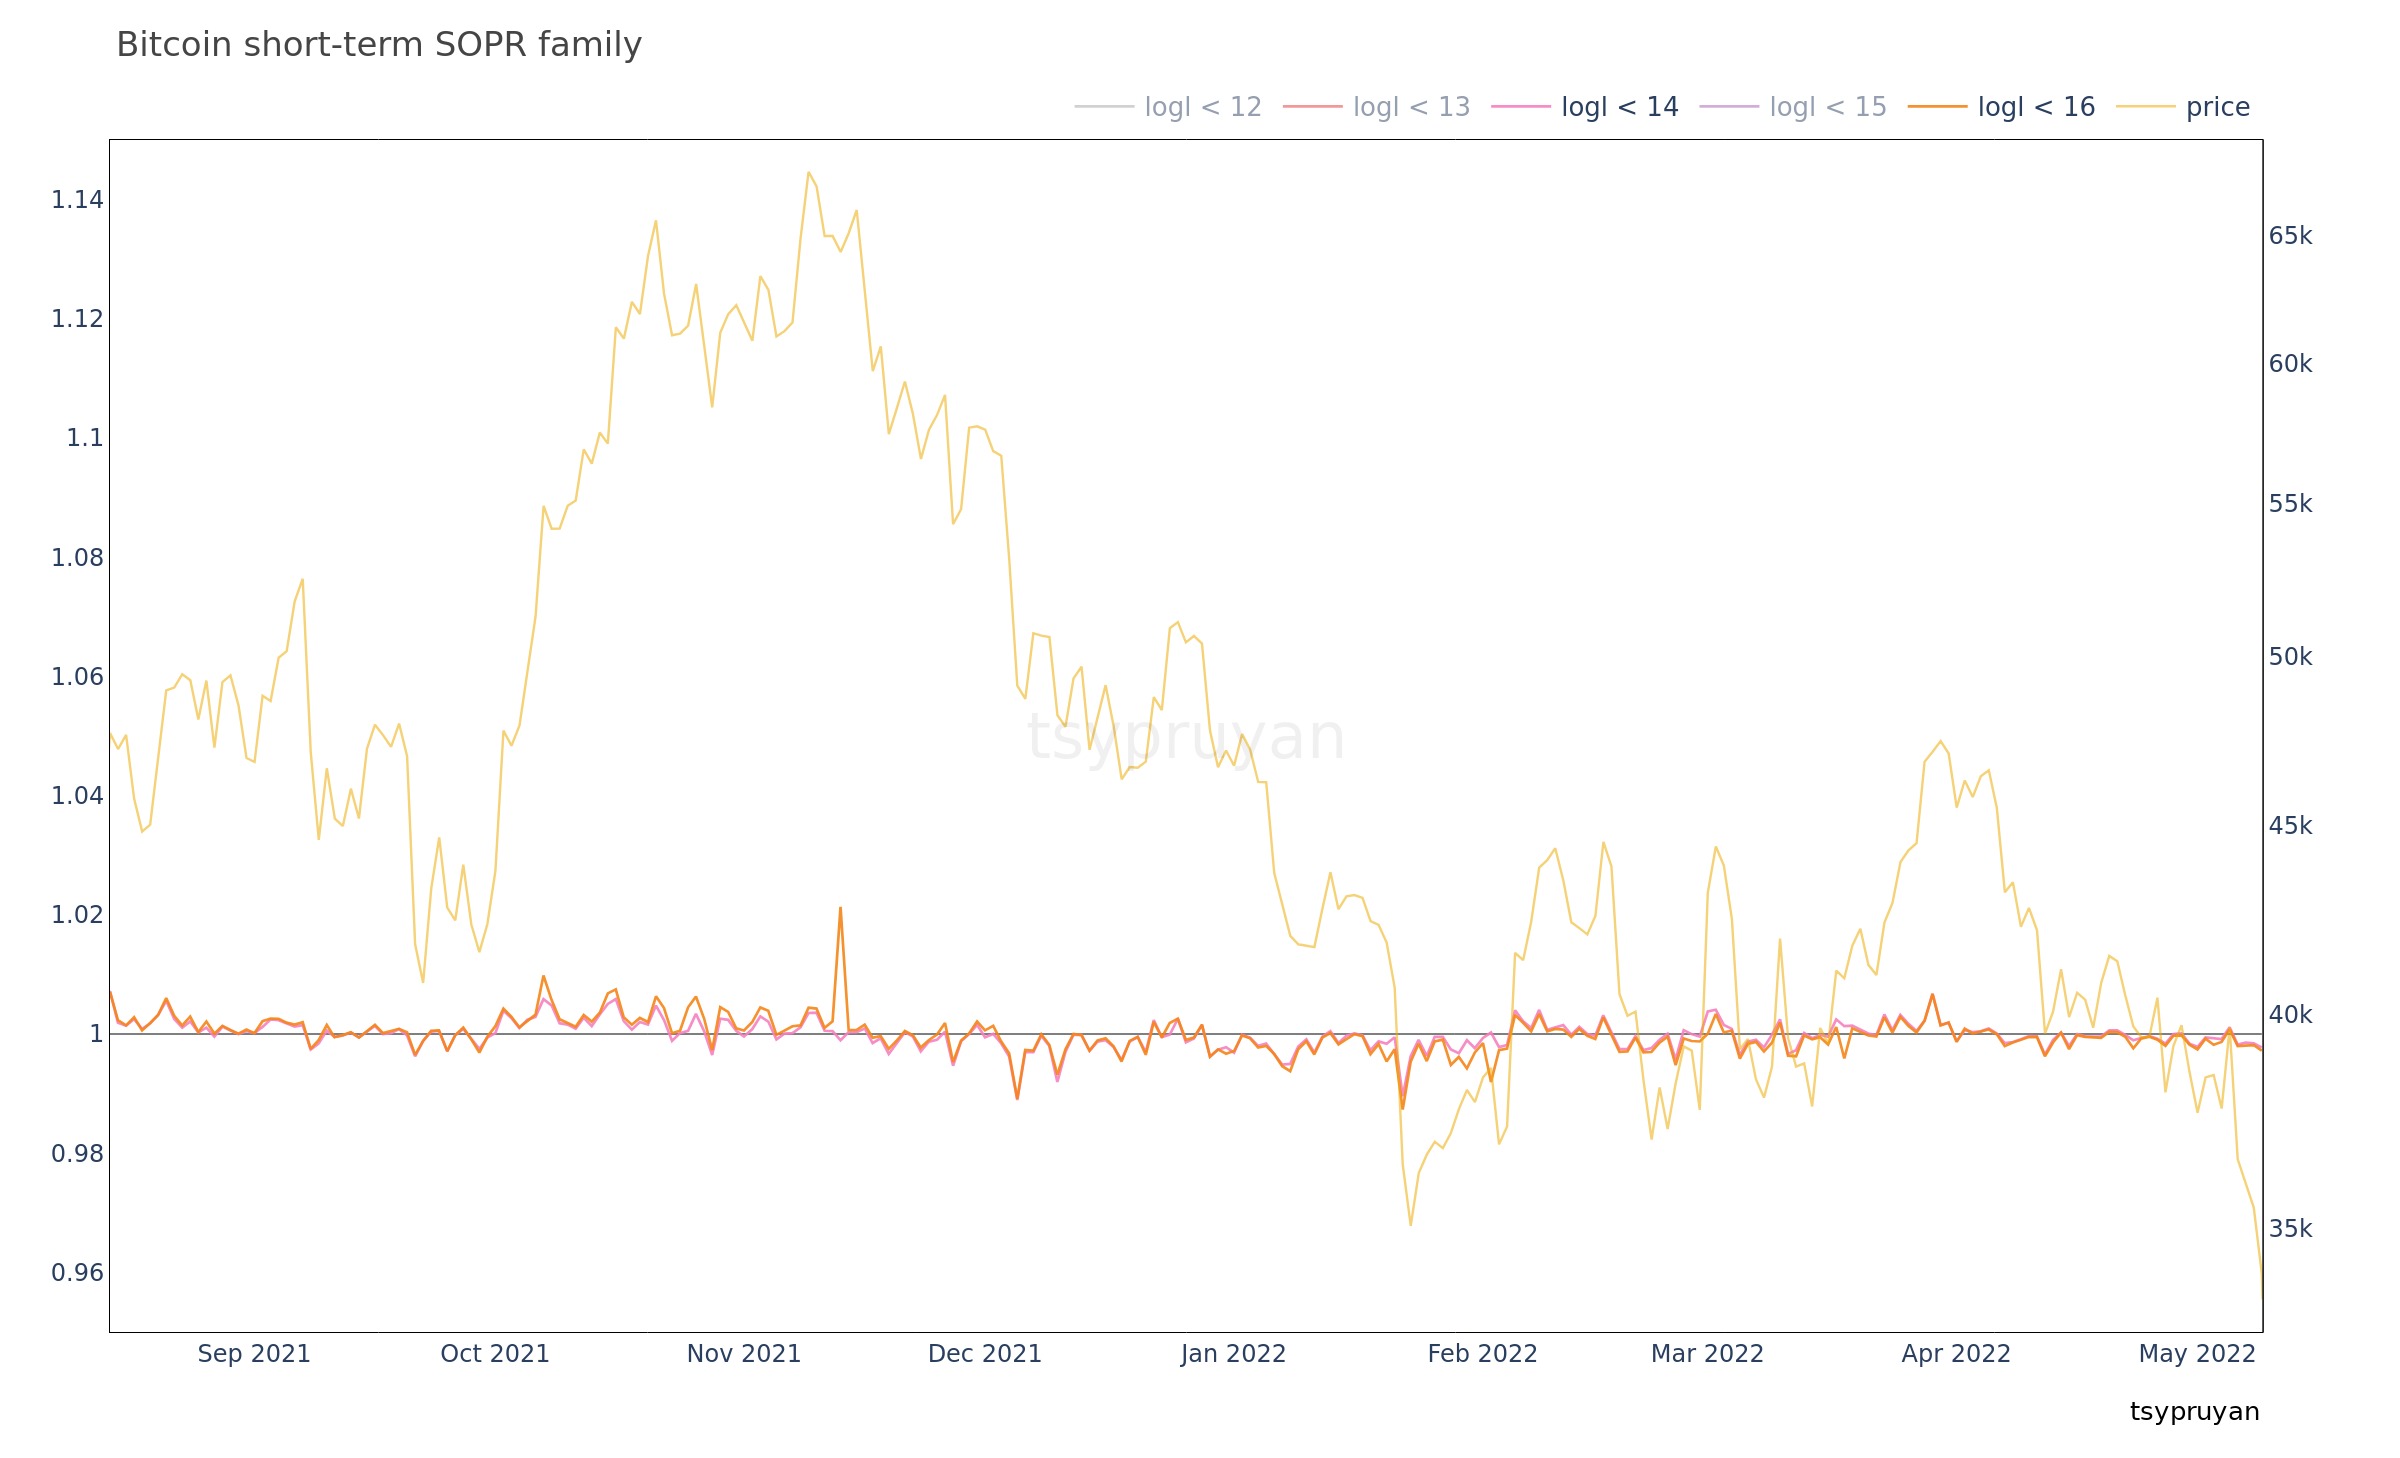 Bitcoin short-term SOPR family
logl < 12 logl < 13 logl < 14 logl < 15 logl < 16 price
1.14
1.12
1.1
1.08
1.06
1.04
1.02
1
0.98
0.96
65k
60k
55k
50k
45k
40k
35k
tsypruyan
Sep 2021 Oct 2021 Nov 2021 Dec 2021 Jan 2022 Feb 2022 Mar 2022 Apr 2022 May 2022
tsypruyan